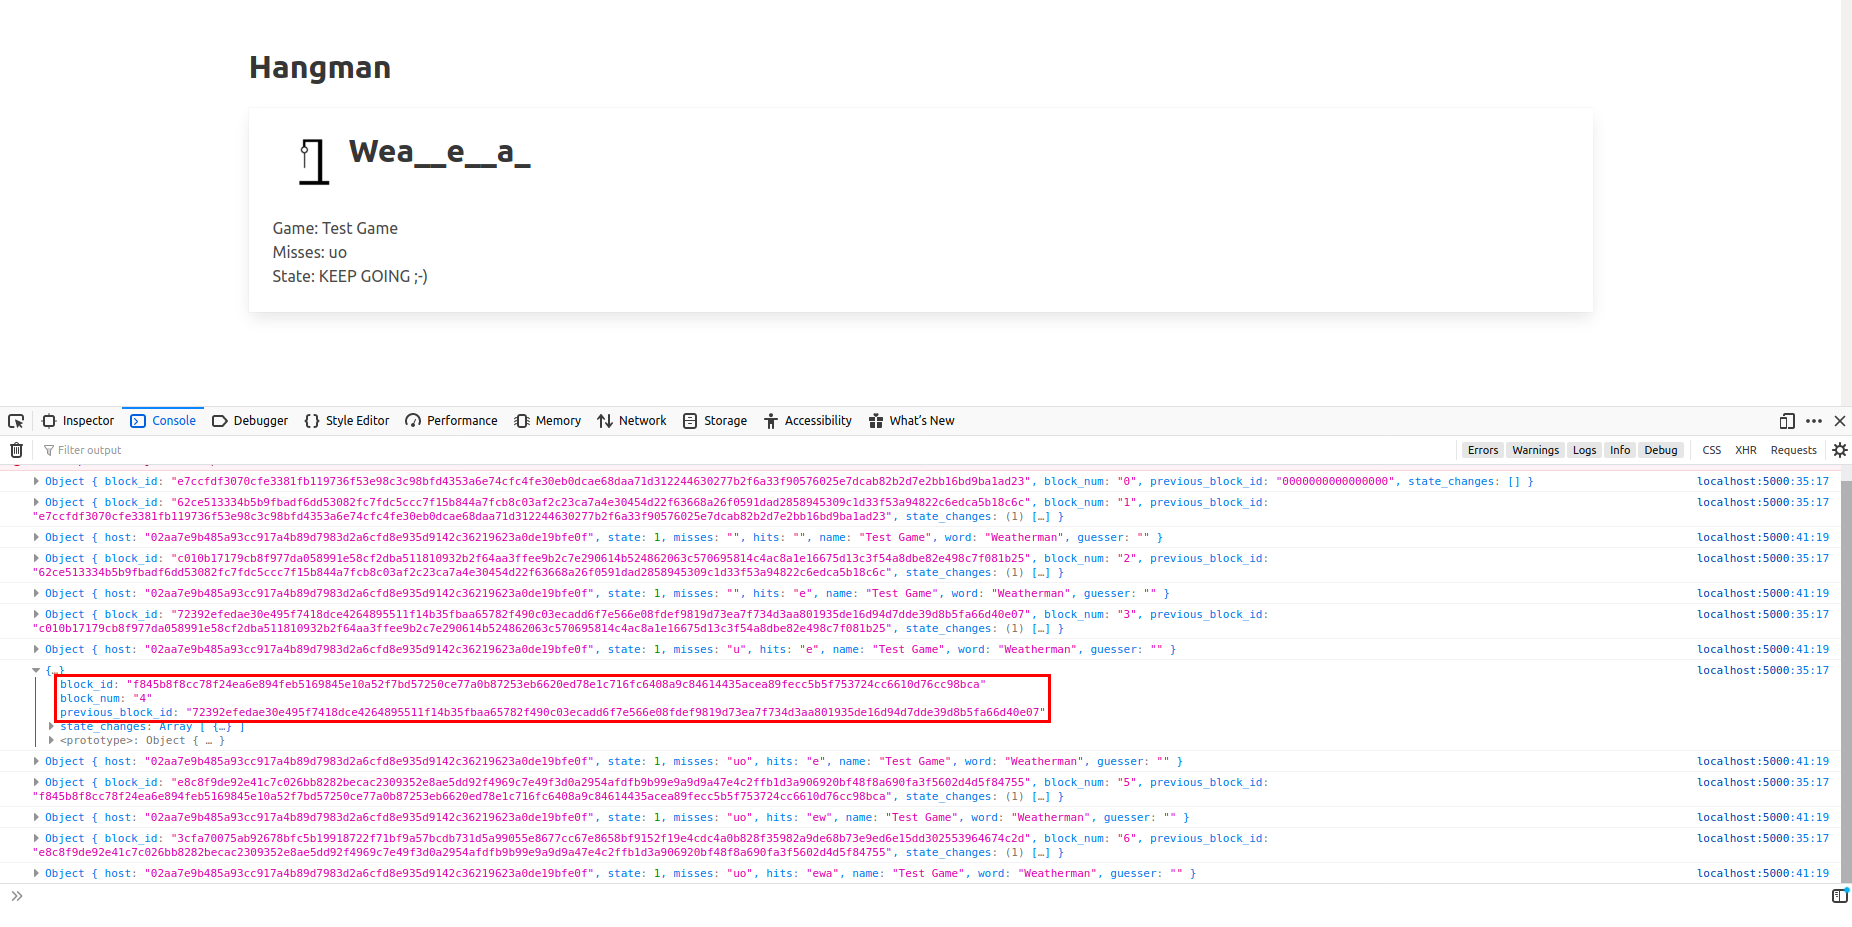 Hangman
Wea__e__a_
Game: Test Game
Misses: uo
State: KEEP GOING ;-)
Inspector Console Debugger Style Editor Performance Memory Network Storage Accessibility What's New
Filter output Errors Warnings Logs Info Debug CSS XHR Requests
Object { block_id: "e7ccfdf3070cfe3381fb119736f53e98c3c98bfd4353a6e74cfc4fe30eb0dcae68daa71d312244630277b2f6a33f90576025e7dcab82b2d7e2bb16bd9ba1ad23", block_num: "0", previous_block_id: "0000000000000000", state_changes: [] } localhost:5000:35:17
Object { block_id: "62ce513334b5b9fbadf6dd53082fc7fdc5ccc7f15b844a7fcb8c03af2c23ca7a4e30454d22f63668a26f0591dad2858945309c1d33f53a94822c6edca5b18c6c", block_num: "1", previous_block_id: localhost:5000:35:17
"e7ccfdf3070cfe3381fb119736f53e98c3c98bfd4353a6e74cfc4fe30eb0dcae68daa71d312244630277b2f6a33f90576025e7dcab82b2d7e2bb16bd9ba1ad23", state_changes: (1) […] }
Object { host: "02aa7e9b485a93cc917a4b89d7983d2a6cfd8e935d9142c36219623a0de19bfe0f", state: 1, misses: "", hits: "", name: "Test Game", word: "Weatherman", guesser: "" } localhost:5000:41:19
Object { block_id: "c010b17179cb8f977da058991e58cf2dba511810932b2f64aa3ffee9b2c7e290614b524862063c570695814c4ac8a1e16675d13c3f54a8dbe82e498c7f081b25", block_num: "2", previous_block_id: localhost:5000:35:17
"62ce513334b5b9fbadf6dd53082fc7fdc5ccc7f15b844a7fcb8c03af2c23ca7a4e30454d22f63668a26f0591dad2858945309c1d33f53a94822c6edca5b18c6c", state_changes: (1) […] }
Object { host: "02aa7e9b485a93cc917a4b89d7983d2a6cfd8e935d9142c36219623a0de19bfe0f", state: 1, misses: "", hits: "e", name: "Test Game", word: "Weatherman", guesser: "" } localhost:5000:41:19
Object { block_id: "72392efedae30e495f7418dce4264895511f14b35fbaa65782f490c03ecadd6f7e566e08fdef9819d73ea7f734d3aa801935de16d94d7dde39d8b5fa66d40e07", block_num: "3", previous_block_id: localhost:5000:35:17
"c010b17179cb8f977da058991e58cf2dba511810932b2f64aa3ffee9b2c7e290614b524862063c570695814c4ac8a1e16675d13c3f54a8dbe82e498c7f081b25", state_changes: (1) […] }
Object { host: "02aa7e9b485a93cc917a4b89d7983d2a6cfd8e935d9142c36219623a0de19bfe0f", state: 1, misses: "u", hits: "e", name: "Test Game", word: "Weatherman", guesser: "" } localhost:5000:41:19
{…} localhost:5000:35:17
block_id: "f845b8f8cc78f24ea6e894feb5169845e10a52f7bd57250ce77a0b87253eb6620ed78e1c716fc6408a9c84614435acea89fecc5b5f753724cc6610d76cc98bca"
block_num: "4"
previous_block_id: "72392efedae30e495f7418dce4264895511f14b35fbaa65782f490c03ecadd6f7e566e08fdef9819d73ea7f734d3aa801935de16d94d7dde39d8b5fa66d40e07"
state_changes: Array [ {…} ]
<prototype>: Object { … }
Object { host: "02aa7e9b485a93cc917a4b89d7983d2a6cfd8e935d9142c36219623a0de19bfe0f", state: 1, misses: "uo", hits: "e", name: "Test Game", word: "Weatherman", guesser: "" } localhost:5000:41:19
Object { block_id: "e8c8f9de92e41c7c026bb8282becac2309352e8ae5dd92f4969c7e49f3d0a2954afdfb9b99e9a9d9a47e4c2ffb1d3a906920bf48f8a690fa3f5602d4d5f84755", block_num: "5", previous_block_id: localhost:5000:35:17
"f845b8f8cc78f24ea6e894feb5169845e10a52f7bd57250ce77a0b87253eb6620ed78e1c716fc6408a9c84614435acea89fecc5b5f753724cc6610d76cc98bca", state_changes: (1) […] }
Object { host: "02aa7e9b485a93cc917a4b89d7983d2a6cfd8e935d9142c36219623a0de19bfe0f", state: 1, misses: "uo", hits: "ew", name: "Test Game", word: "Weatherman", guesser: "" } localhost:5000:41:19
Object { block_id: "3cfa70075ab92678bfc5b19918722f71bf9a57bcdb731d5a99055e8677cc67e8658bf9152f19e4cdc4a0b828f35982a9de68b73e9ed6e15dd302553964674c2d", block_num: "6", previous_block_id: localhost:5000:35:17
"e8c8f9de92e41c7c026bb8282becac2309352e8ae5dd92f4969c7e49f3d0a2954afdfb9b99e9a9d9a47e4c2ffb1d3a906920bf48f8a690fa3f5602d4d5f84755", state_changes: (1) […] }
Object { host: "02aa7e9b485a93cc917a4b89d7983d2a6cfd8e935d9142c36219623a0de19bfe0f", state: 1, misses: "uo", hits: "ewa", name: "Test Game", word: "Weatherman", guesser: "" } localhost:5000:41:19